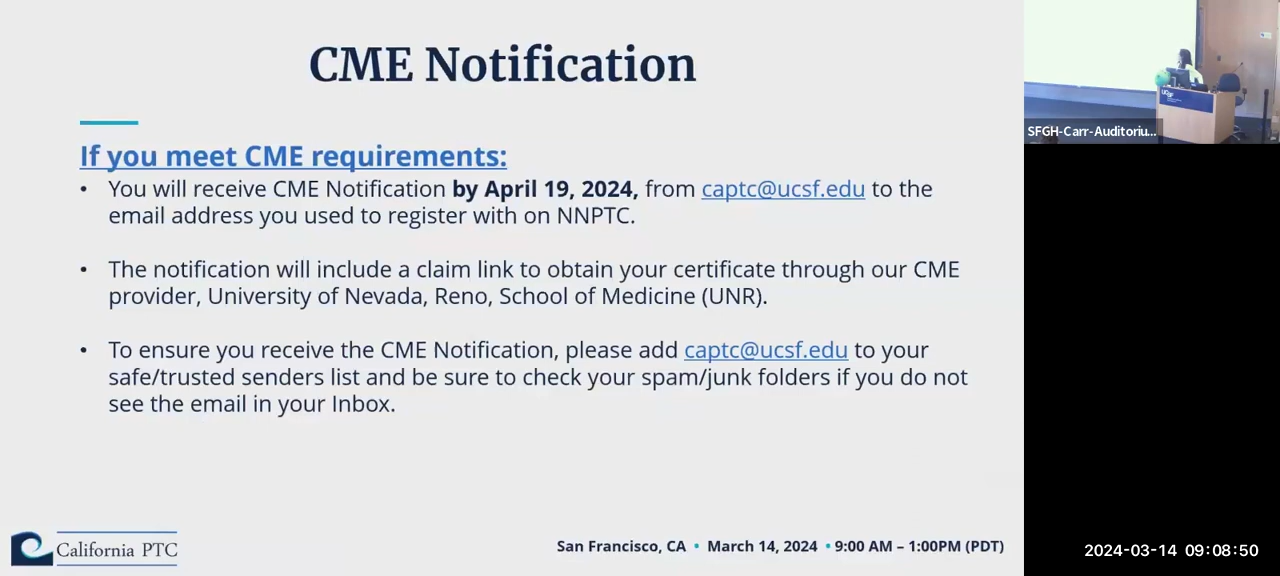 CME Notification
If you meet CME requirements:
• You will receive CME Notification by April 19, 2024, from captc@ucsf.edu to the
email address you used to register with on NNPTC.
• The notification will include a claim link to obtain your certificate through our CME
provider, University of Nevada, Reno, School of Medicine (UNR).
• To ensure you receive the CME Notification, please add captc@ucsf.edu to your
safe/trusted senders list and be sure to check your spam/junk folders if you do not
see the email in your Inbox.
California PTC
San Francisco, CA • March 14, 2024 • 9:00 AM – 1:00PM (PDT)
UCSF
SFGH-Carr-Auditoriu...
2024-03-14 09:08:50